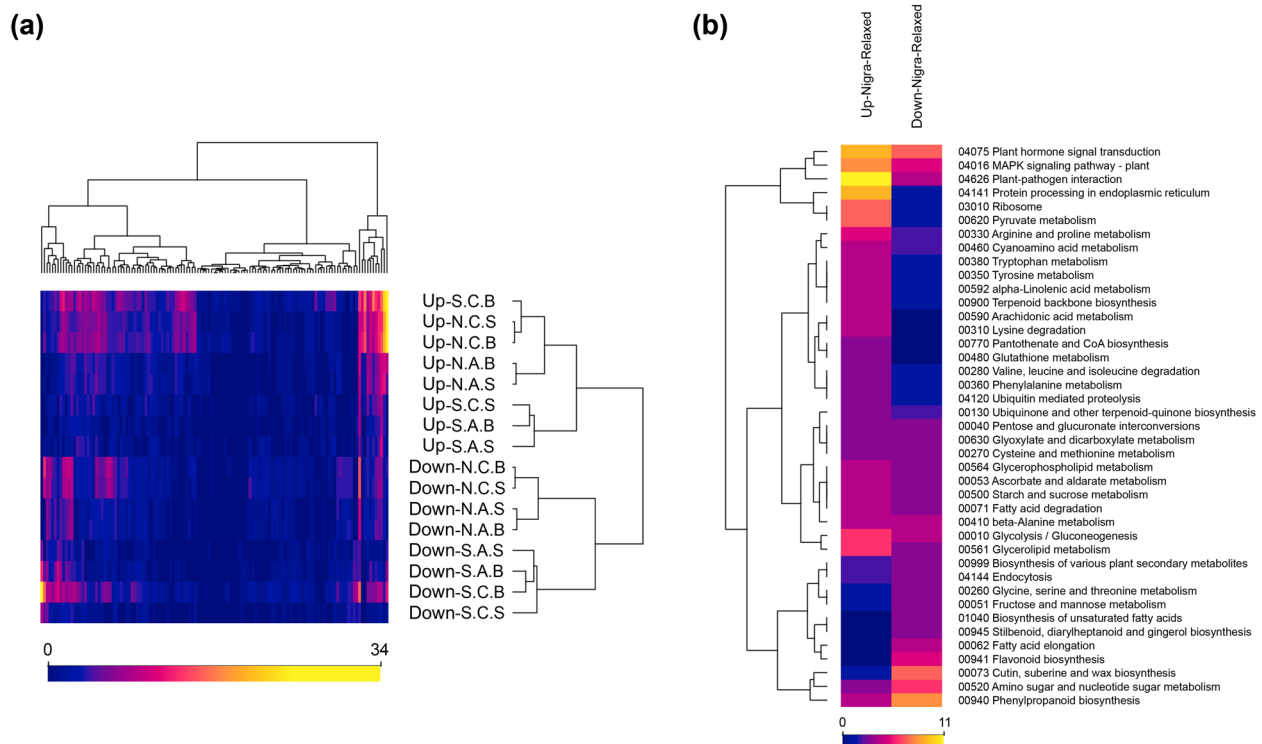 (a)
Up-S.C.B
Up-N.C.S
Up-N.C.B
Up-N.A.B
Up-N.A.S
Up-S.C.S
Up-S.A.B
Up-S.A.S
Down-N.C.B
Down-N.C.S
Down-N.A.S
Down-N.A.B
Down-S.A.S
Down-S.A.B
Down-S.C.B
Down-S.C.S
0 34
(b)
Up-Nigra-Relaxed
Down-Nigra-Relaxed
04075 Plant hormone signal transduction
04016 MAPK signaling pathway - plant
04626 Plant-pathogen interaction
04141 Protein processing in endoplasmic reticulum
03010 Ribosome
00620 Pyruvate metabolism
00330 Arginine and proline metabolism
00460 Cyanoamino acid metabolism
00380 Tryptophan metabolism
00350 Tyrosine metabolism
00592 alpha-Linolenic acid metabolism
00900 Terpenoid backbone biosynthesis
00590 Arachidonic acid metabolism
00310 Lysine degradation
00770 Pantothenate and CoA biosynthesis
00480 Glutathione metabolism
00280 Valine, leucine and isoleucine degradation
00360 Phenylalanine metabolism
04120 Ubiquitin mediated proteolysis
00130 Ubiquinone and other terpenoid-quinone biosynthesis
00040 Pentose and glucuronate interconversions
00630 Glyoxylate and dicarboxylate metabolism
00270 Cysteine and methionine metabolism
00564 Glycerophospholipid metabolism
00053 Ascorbate and aldarate metabolism
00500 Starch and sucrose metabolism
00071 Fatty acid degradation
00410 beta-Alanine metabolism
00010 Glycolysis / Gluconeogenesis
00561 Glycerolipid metabolism
00999 Biosynthesis of various plant secondary metabolites
04144 Endocytosis
00260 Glycine, serine and threonine metabolism
00051 Fructose and mannose metabolism
01040 Biosynthesis of unsaturated fatty acids
00945 Stilbenoid, diarylheptanoid and gingerol biosynthesis
00062 Fatty acid elongation
00941 Flavonoid biosynthesis
00073 Cutin, suberine and wax biosynthesis
00520 Amino sugar and nucleotide sugar metabolism
00940 Phenylpropanoid biosynthesis
0 11